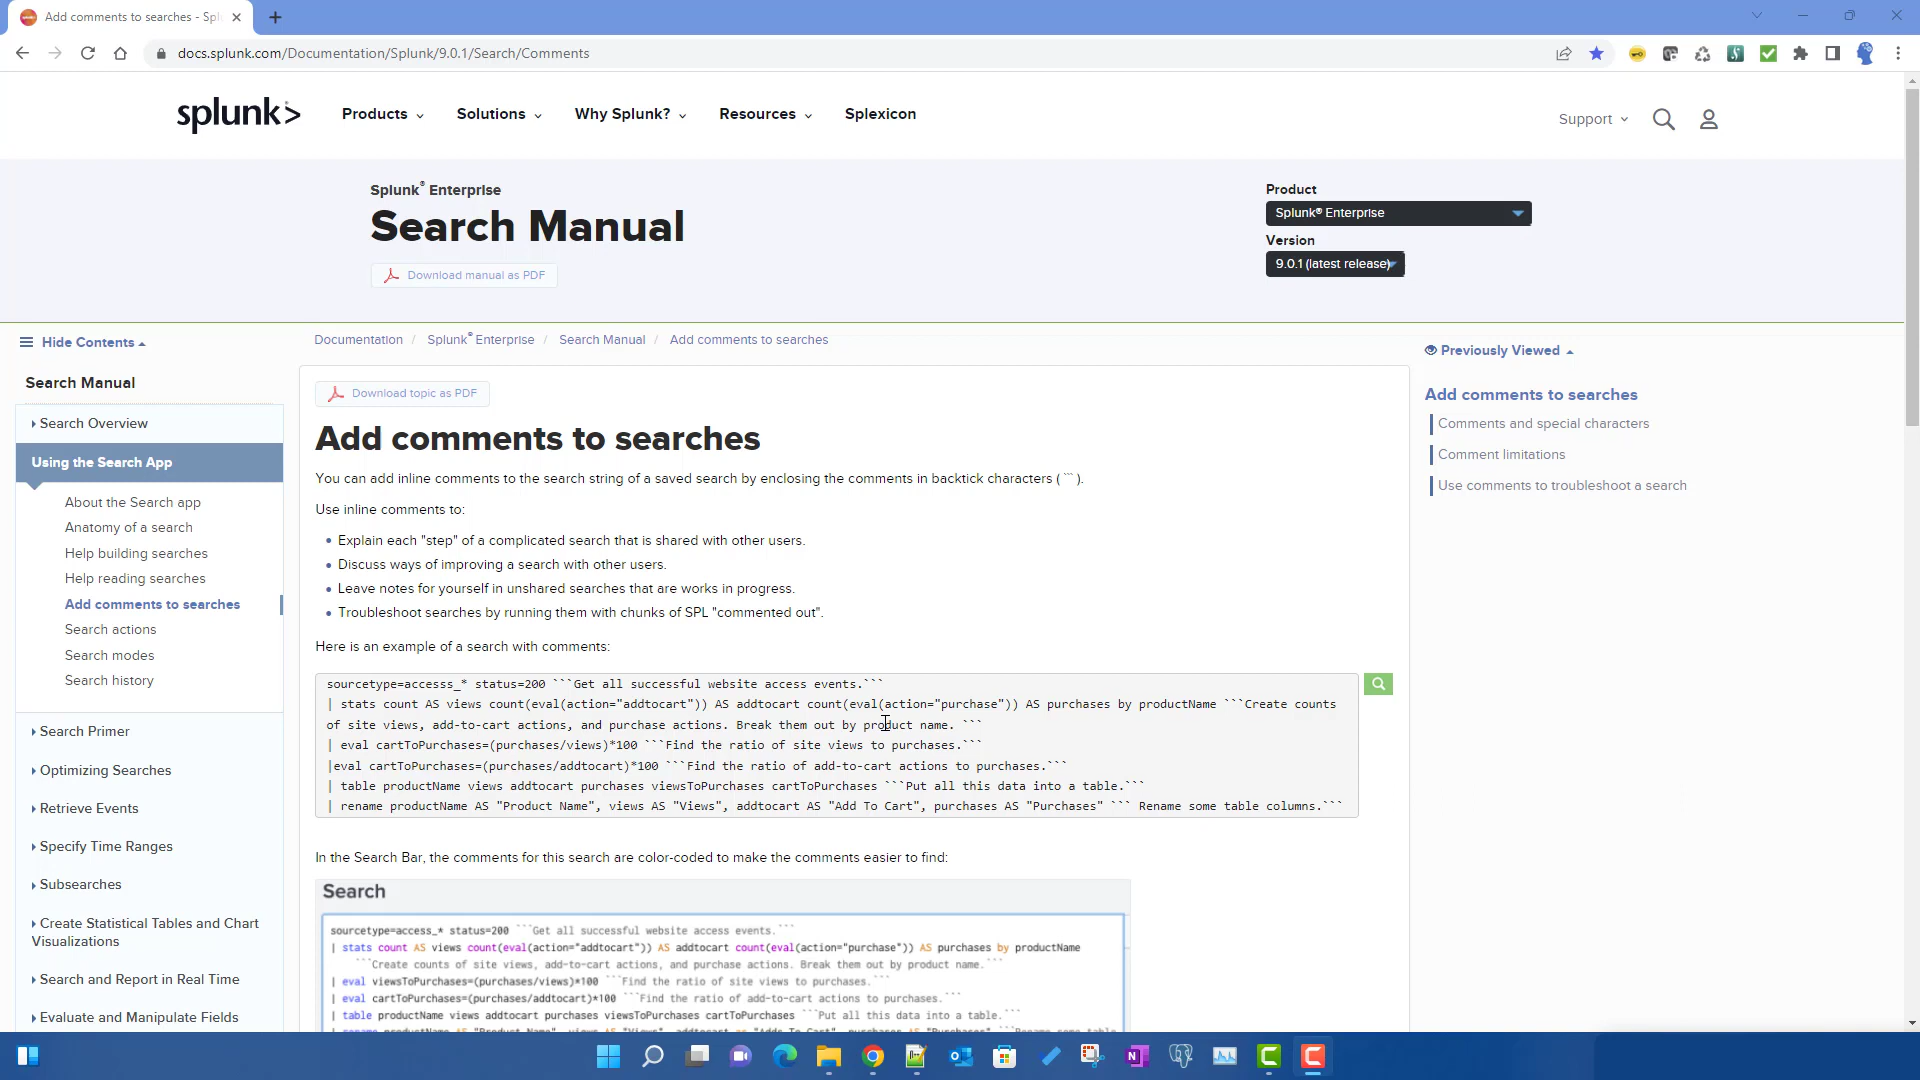 Add comments to searches - Spl
docs.splunk.com/Documentation/Splunk/9.0.1/Search/Comments
splunk>
Products
Solutions
Why Splunk?
Resources
Splexicon
Support
Splunk® Enterprise
Search Manual
Download manual as PDF
Product
Splunk® Enterprise
Version
9.0.1 (latest release)
Hide Contents
Documentation / Splunk® Enterprise / Search Manual / Add comments to searches
Previously Viewed
Search Manual
Search Overview
Using the Search App
About the Search app
Anatomy of a search
Help building searches
Help reading searches
Add comments to searches
Search actions
Search modes
Search history
Search Primer
Optimizing Searches
Retrieve Events
Specify Time Ranges
Subsearches
Create Statistical Tables and Chart
Visualizations
Search and Report in Real Time
Evaluate and Manipulate Fields
Download topic as PDF
Add comments to searches
You can add inline comments to the search string of a saved search by enclosing the comments in backtick characters ( ``` ).
Use inline comments to:
• Explain each "step" of a complicated search that is shared with other users.
• Discuss ways of improving a search with other users.
• Leave notes for yourself in unshared searches that are works in progress.
• Troubleshoot searches by running them with chunks of SPL "commented out".
Here is an example of a search with comments:
sourcetype=accesss_* status=200 ```Get all successful website access events.```
| stats count AS views count(eval(action="addtocart")) AS addtocart count(eval(action="purchase")) AS purchases by productName ```Create counts
of site views, add-to-cart actions, and purchase actions. Break them out by product name. ```
| eval cartToPurchases=(purchases/views)*100 ```Find the ratio of site views to purchases.```
|eval cartToPurchases=(purchases/addtocart)*100 ```Find the ratio of add-to-cart actions to purchases.```
| table productName views addtocart purchases viewsToPurchases cartToPurchases ```Put all this data into a table.```
| rename productName AS "Product Name", views AS "Views", addtocart AS "Add To Cart", purchases AS "Purchases" ``` Rename some table columns.```
In the Search Bar, the comments for this search are color-coded to make the comments easier to find:
Search
sourcetype=access_* status=200 ```Get all successful website access events.```
| stats count AS views count(eval(action="addtocart")) AS addtocart count(eval(action="purchase")) AS purchases by productName
```Create counts of site views, add-to-cart actions, and purchase actions. Break them out by product name.```
| eval viewsToPurchases=(purchases/views)*100 ```Find the ratio of site views to purchases.```
| eval cartToPurchases=(purchases/addtocart)*100 ```Find the ratio of add-to-cart actions to purchases.```
| table productName views addtocart purchases viewsToPurchases cartToPurchases ```Put all this data into a table.```
Add comments to searches
Comments and special characters
Comment limitations
Use comments to troubleshoot a search